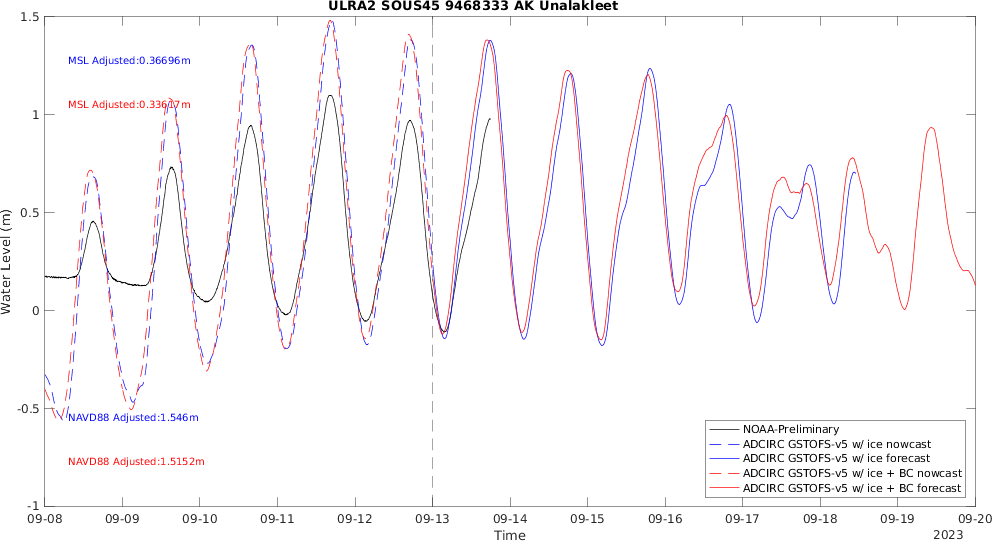 ULRA2 SOUS45 9468333 AK Unalakleet
1.5
1
0.5
0
-0.5
-1
Water Level (m)
MSL Adjusted:0.36696m
MSL Adjusted:0.33617m
NAVD88 Adjusted:1.546m
NAVD88 Adjusted:1.5152m
NOAA-Preliminary
ADCIRC GSTOFS-v5 w/ ice nowcast
ADCIRC GSTOFS-v5 w/ ice forecast
ADCIRC GSTOFS-v5 w/ ice + BC nowcast
ADCIRC GSTOFS-v5 w/ ice + BC forecast
09-08 09-09 09-10 09-11 09-12 09-13 09-14 09-15 09-16 09-17 09-18 09-19 09-20
Time
2023